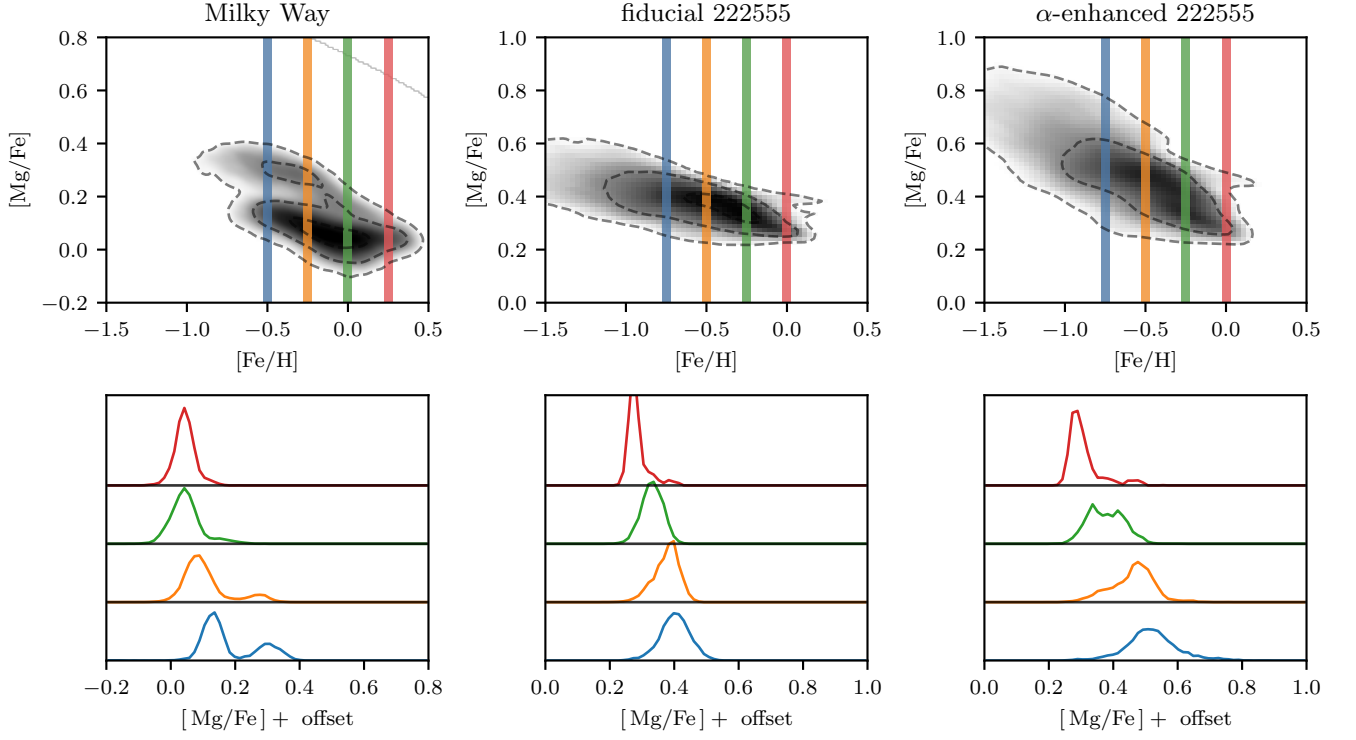 Milky Way
fiducial 222555
α-enhanced 222555
0.8
0.6
0.4
0.2
0.0
−0.2
[Mg/Fe]
−1.5 −1.0 −0.5 0.0 0.5
[Fe/H]
1.0
0.8
0.6
0.4
0.2
0.0
[Mg/Fe]
−1.5 −1.0 −0.5 0.0 0.5
[Fe/H]
1.0
0.8
0.6
0.4
0.2
0.0
[Mg/Fe]
−1.5 −1.0 −0.5 0.0 0.5
[Fe/H]
−0.2 0.0 0.2 0.4 0.6 0.8
[Mg/Fe] + offset
0.0 0.2 0.4 0.6 0.8 1.0
[Mg/Fe] + offset
0.0 0.2 0.4 0.6 0.8 1.0
[Mg/Fe] + offset